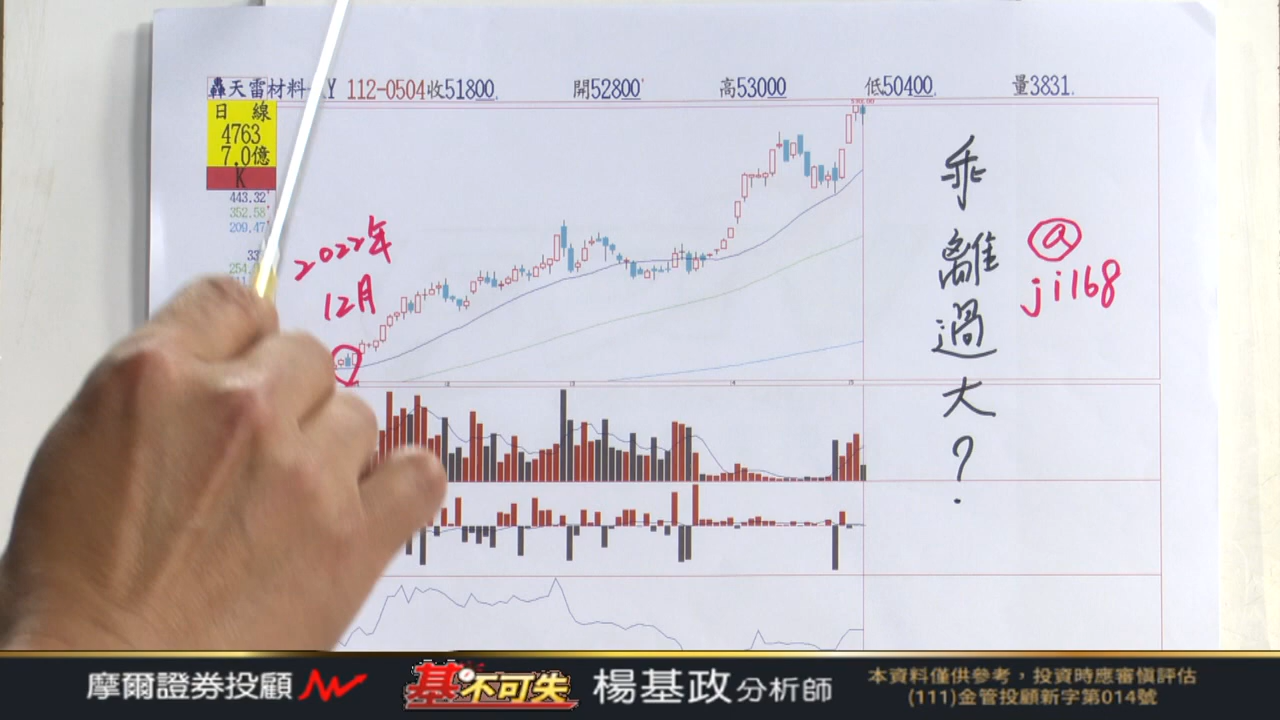 轟天雷材料 Y 112-0504收51800. 開52800' 高53000 低50400. 量3831.
日 線
4763
7.0億
K
443.32
352.58
209.47
33
254.
2022年
12月
乖離過大?
@
ji168
摩爾證券投顧
基不可失
楊基政分析師
本資料僅供參考，投資時應審慎評估
(111)金管投顧新字第014號